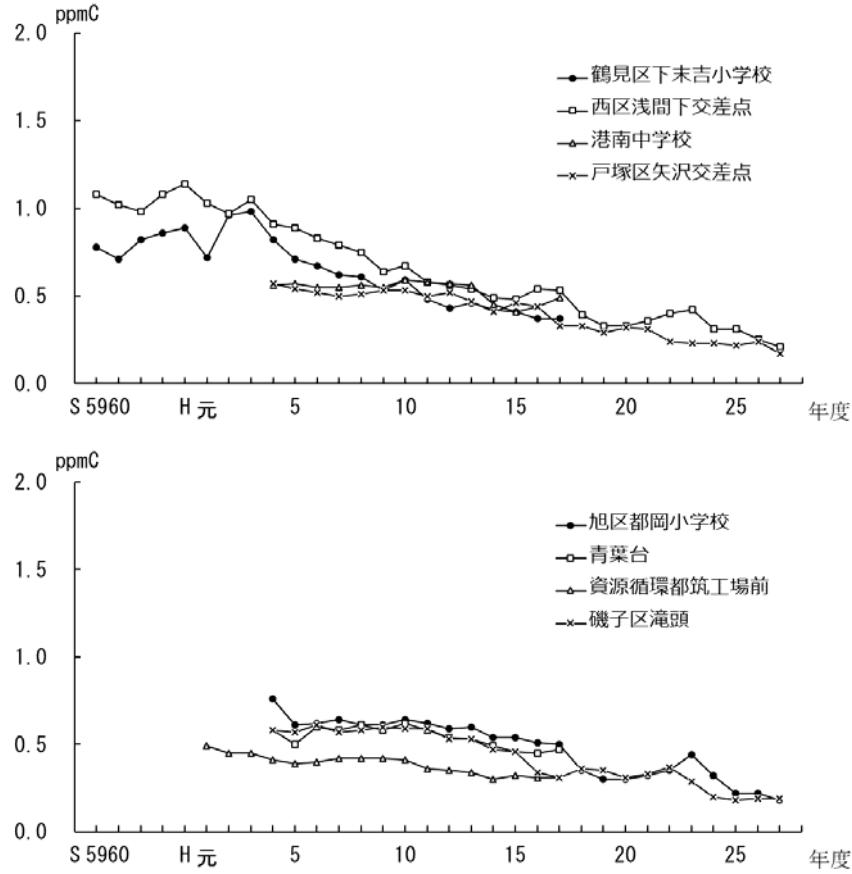 ppmC
2.0
1.5
1.0
0.5
0.0
鶴見区下末吉小学校
西区浅間下交差点
港南中学校
戸塚区矢沢交差点
S 5960 H元 5 10 15 20 25 年度
ppmC
2.0
1.5
1.0
0.5
0.0
旭区都岡小学校
青葉台
資源循環都筑工場前
磯子区滝頭
S 5960 H元 5 10 15 20 25 年度